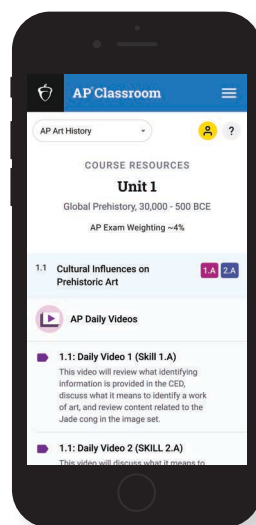 AP Classroom
AP Art History
?
COURSE RESOURCES
Unit 1
Global Prehistory, 30,000 - 500 BCE
AP Exam Weighting ~4%
1.1 Cultural Influences on 1.A 2.A
Prehistoric Art
AP Daily Videos
1.1: Daily Video 1 (Skill 1.A)
This video will review what identifying
information is provided in the CED,
discuss what it means to identify a work
of art, and review content related to the
Jade cong in the image set.
1.1: Daily Video 2 (SKILL 2.A)
This video will discuss what it means to